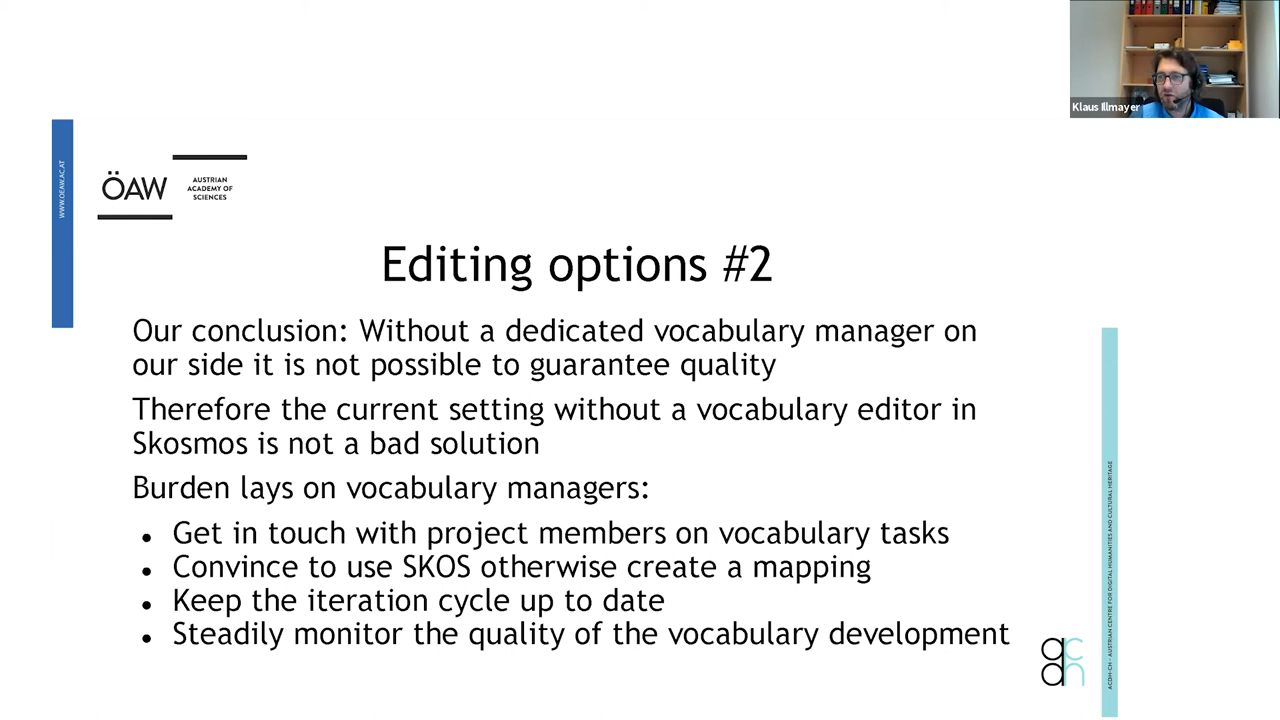 Klaus Illmayer
WWW.OEAW.AC.AT
ÖAW
AUSTRIAN
ACADEMY OF
SCIENCES
Editing options #2
Our conclusion: Without a dedicated vocabulary manager on
our side it is not possible to guarantee quality
Therefore the current setting without a vocabulary editor in
Skosmos is not a bad solution
Burden lays on vocabulary managers:
• Get in touch with project members on vocabulary tasks
• Convince to use SKOS otherwise create a mapping
• Keep the iteration cycle up to date
• Steadily monitor the quality of the vocabulary development
ac
dh
ACDH-CH – AUSTRIAN CENTRE FOR DIGITAL HUMANITIES AND CULTURAL HERITAGE